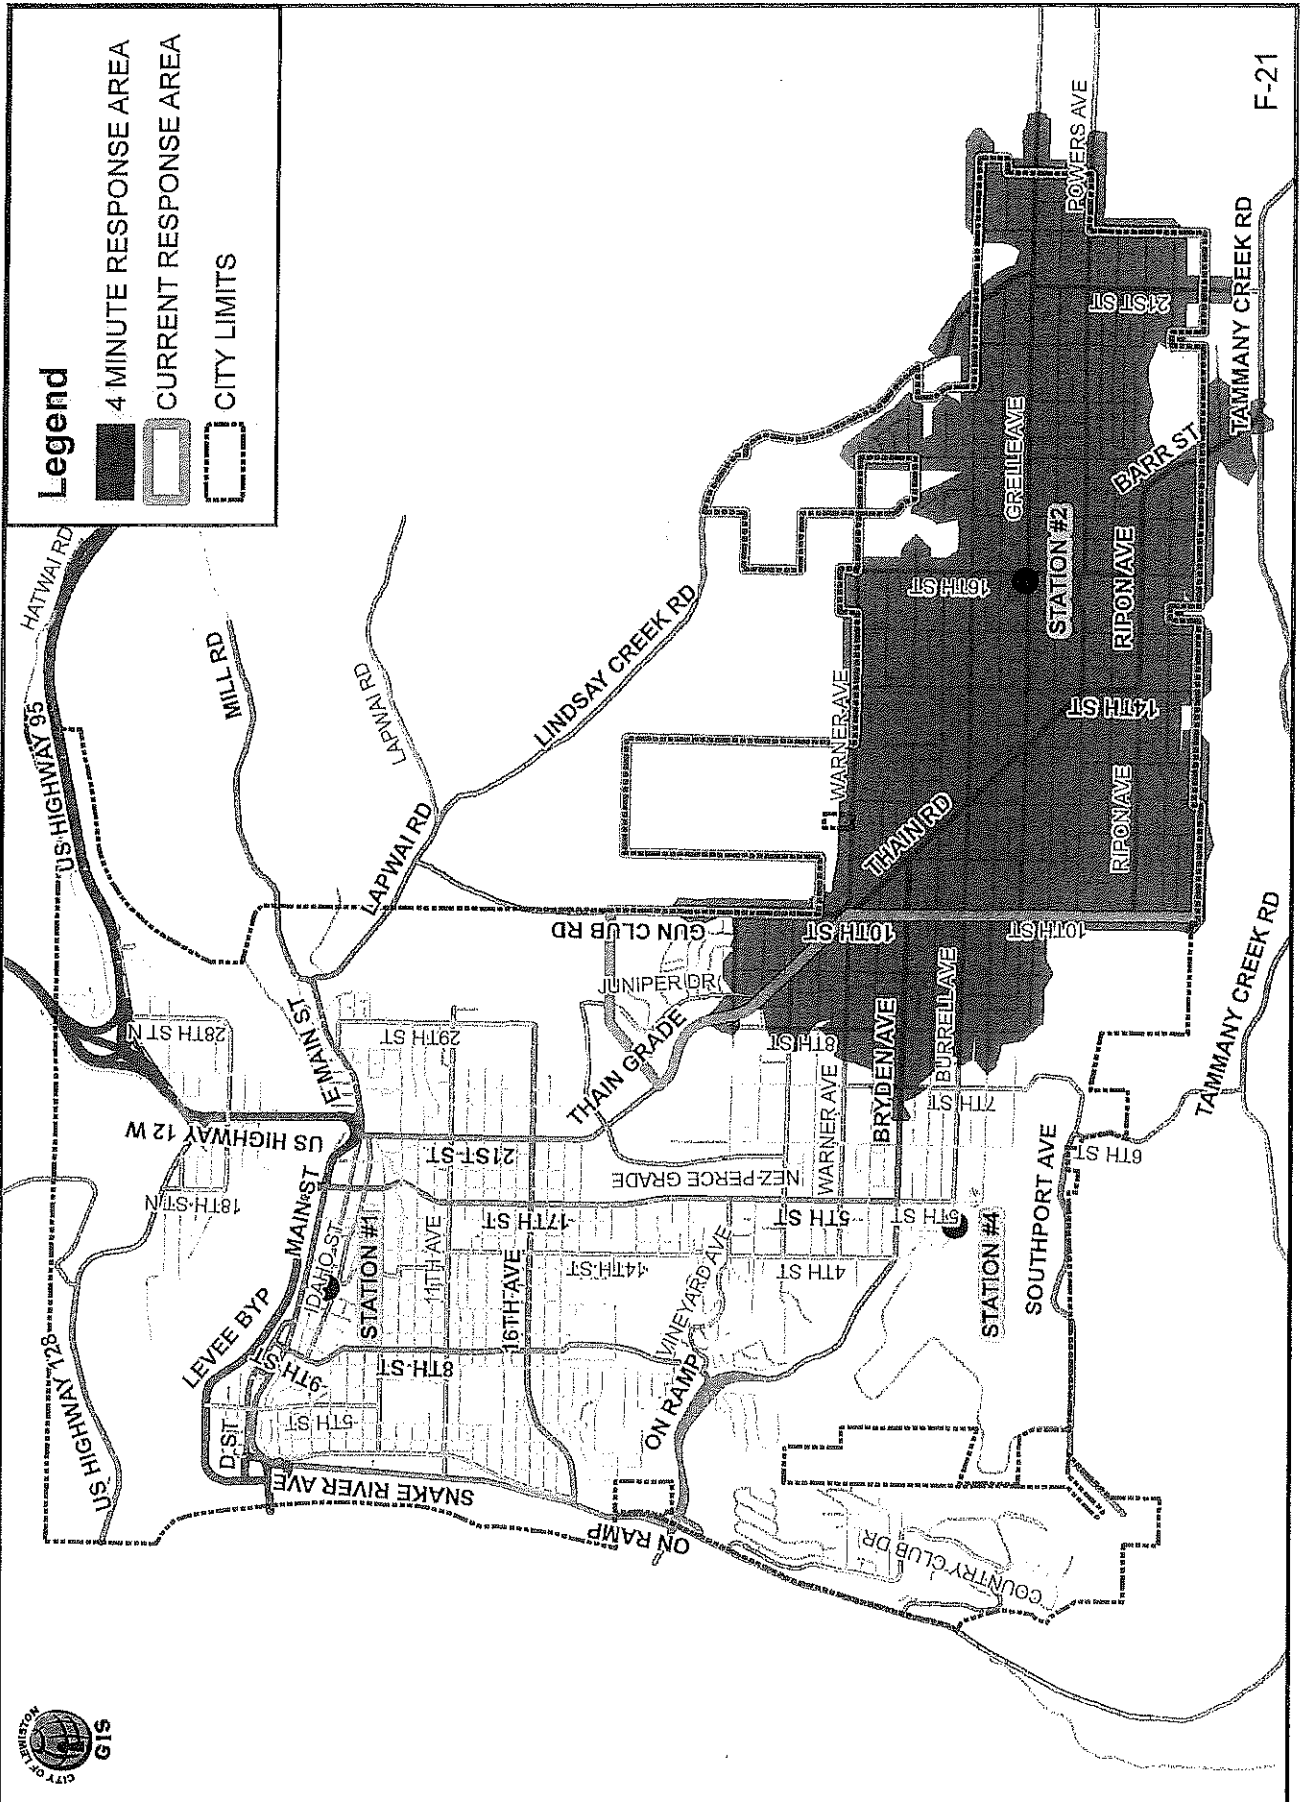 Legend
4 MINUTE RESPONSE AREA
CURRENT RESPONSE AREA
CITY LIMITS
CITY OF LEWISTON
GIS
F-21
HATWAI RD
US HIGHWAY 95
MILL RD
LAPWAI RD
LAPWAI RD
LINDSAY CREEK RD
GUN CLUB RD
JUNIPER DR
28TH ST N
US HIGHWAY 12 W
18TH ST N
US HIGHWAY 128
E MAIN ST
MAIN ST
IDAHO ST
LEVEE BYP
D ST
9TH ST
5TH ST
STATION #1
8TH ST
11TH AVE
16TH AVE
17TH ST
14TH ST
21ST ST
29TH ST
SNAKE RIVER AVE
ON RAMP
ON RAMP
VINEYARD AVE
NEZ PERCE GRADE
THAIN GRADE
THAIN RD
WARNER AVE
WARNER AVE
8TH ST
7TH ST
5TH ST
5TH ST
4TH ST
BRYDEN AVE
BURRELL AVE
10TH ST
10TH ST
STATION #4
SOUTHPORT AVE
6TH ST
COUNTRY CLUB DR
TAMMANY CREEK RD
TAMMANY CREEK RD
16TH ST
GRELLE AVE
STATION #2
RIPON AVE
RIPON AVE
14TH ST
BARR ST
21ST ST
POWERS AVE